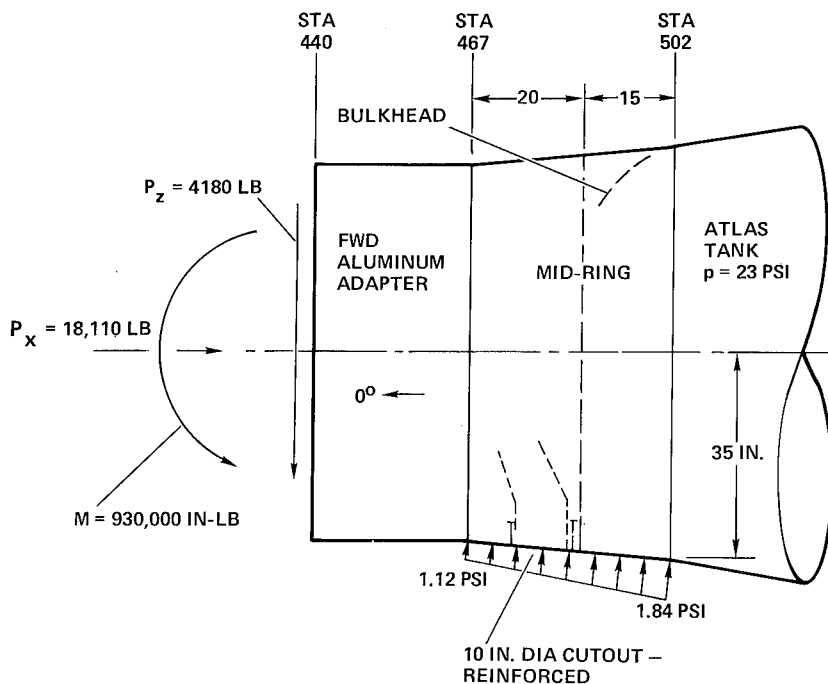 STA
440
STA
467
STA
502
20
15
BULKHEAD
P_z = 4180 LB
FWD
ALUMINUM
ADAPTER
MID-RING
ATLAS
TANK
p = 23 PSI
P_x = 18,110 LB
0°
35 IN.
M = 930,000 IN-LB
1.12 PSI
1.84 PSI
10 IN. DIA CUTOUT –
REINFORCED